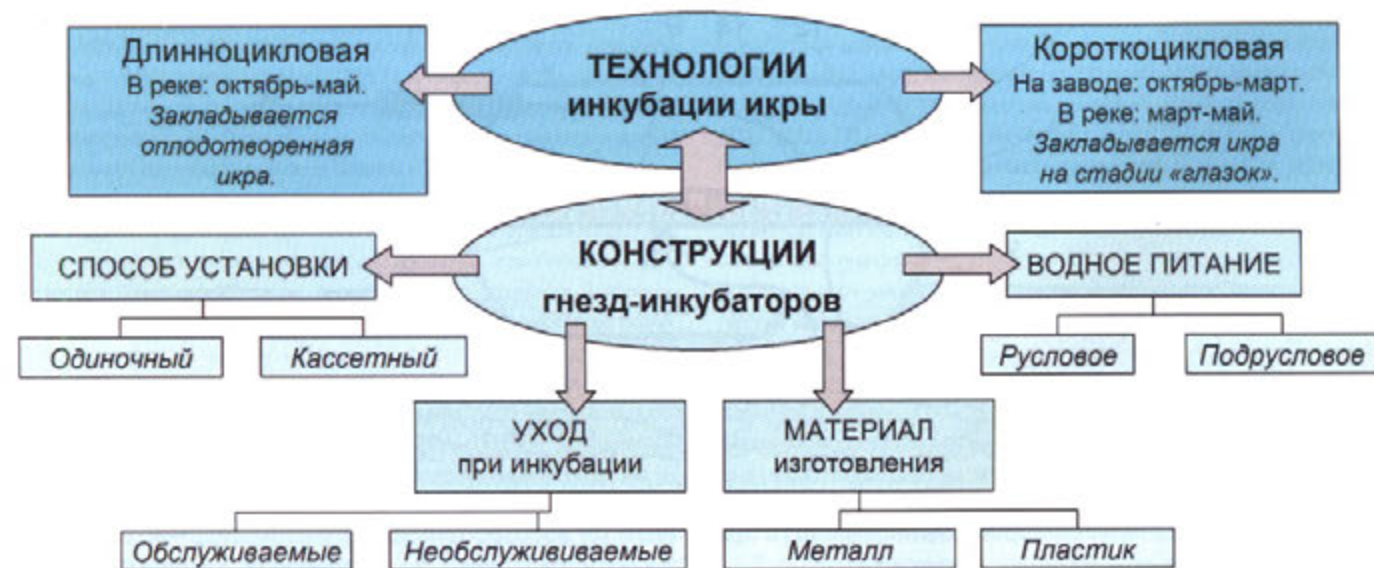 Длинноцикловая
В реке: октябрь-май.
Закладывается
оплодотворенная
икра.
ТЕХНОЛОГИИ
инкубации икры
Короткоцикловая
На заводе: октябрь-март.
В реке: март-май.
Закладывается икра
на стадии «глазок».
КОНСТРУКЦИИ
гнезд-инкубаторов
СПОСОБ УСТАНОВКИ
Одиночный
Кассетный
ВОДНОЕ ПИТАНИЕ
Русловое
Подрусловое
УХОД
при инкубации
Обслуживаемые
Необслужививаемые
МАТЕРИАЛ
изготовления
Металл
Пластик